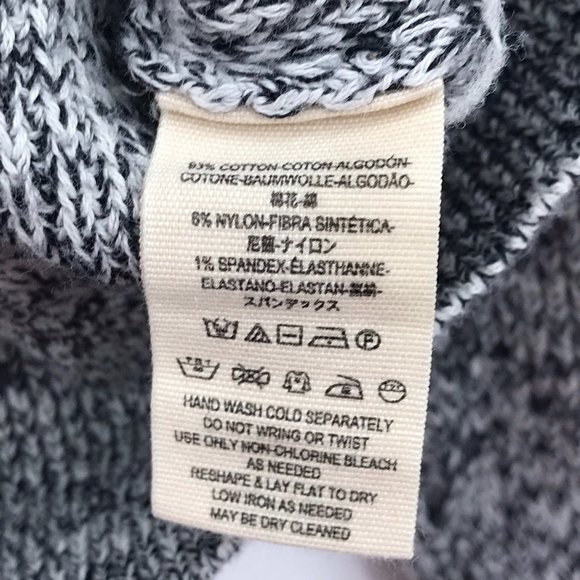 93% COTTON-COTON-ALGODÓN-
COTONE-BAUMWOLLE-ALGODÃO-
棉花-綿
6% NYLON-FIBRA SINTÉTICA-
尼龍-ナイロン
1% SPANDEX-ÉLASTHANNE-
ELASTANO-ELASTAN-
スパンデックス
HAND WASH COLD SEPARATELY
DO NOT WRING OR TWIST
USE ONLY NON-CHLORINE BLEACH
AS NEEDED
RESHAPE & LAY FLAT TO DRY
LOW IRON AS NEEDED
MAY BE DRY CLEANED